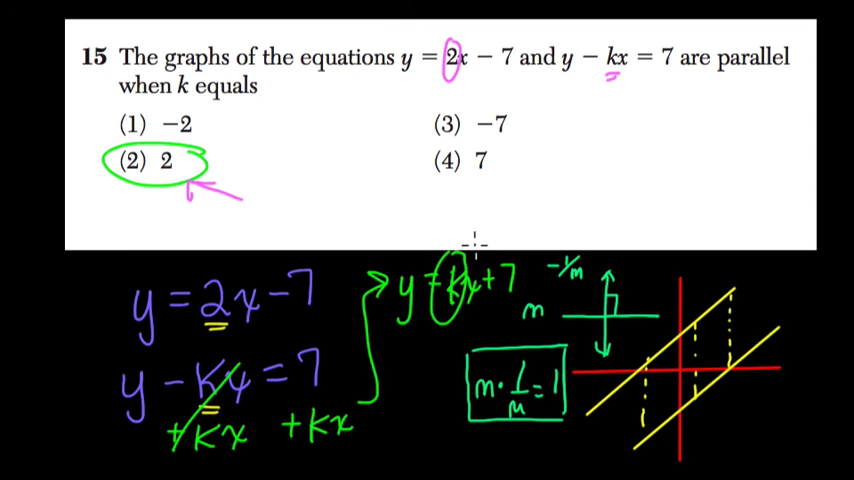 15 The graphs of the equations y = 2x − 7 and y − kx = 7 are parallel
when k equals
(1) −2 (3) −7
(2) 2 (4) 7
y = 2x − 7
y − kx = 7
+kx +kx
y = kx + 7
−1/m
m
m · 1/m = 1